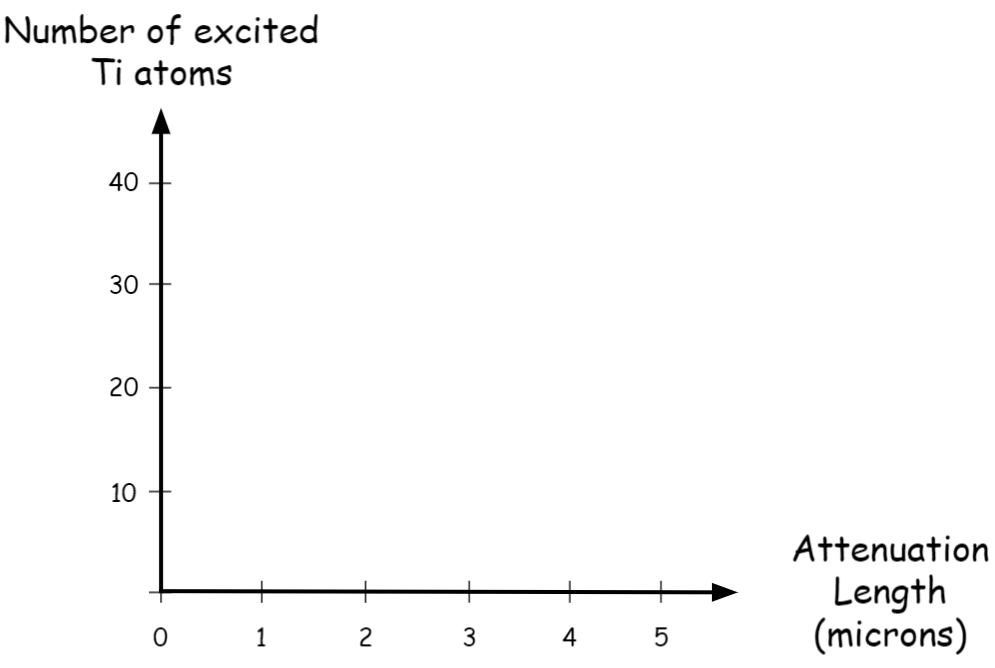 Number of excited
Ti atoms
40
30
20
10
0 1 2 3 4 5
Attenuation
Length
(microns)